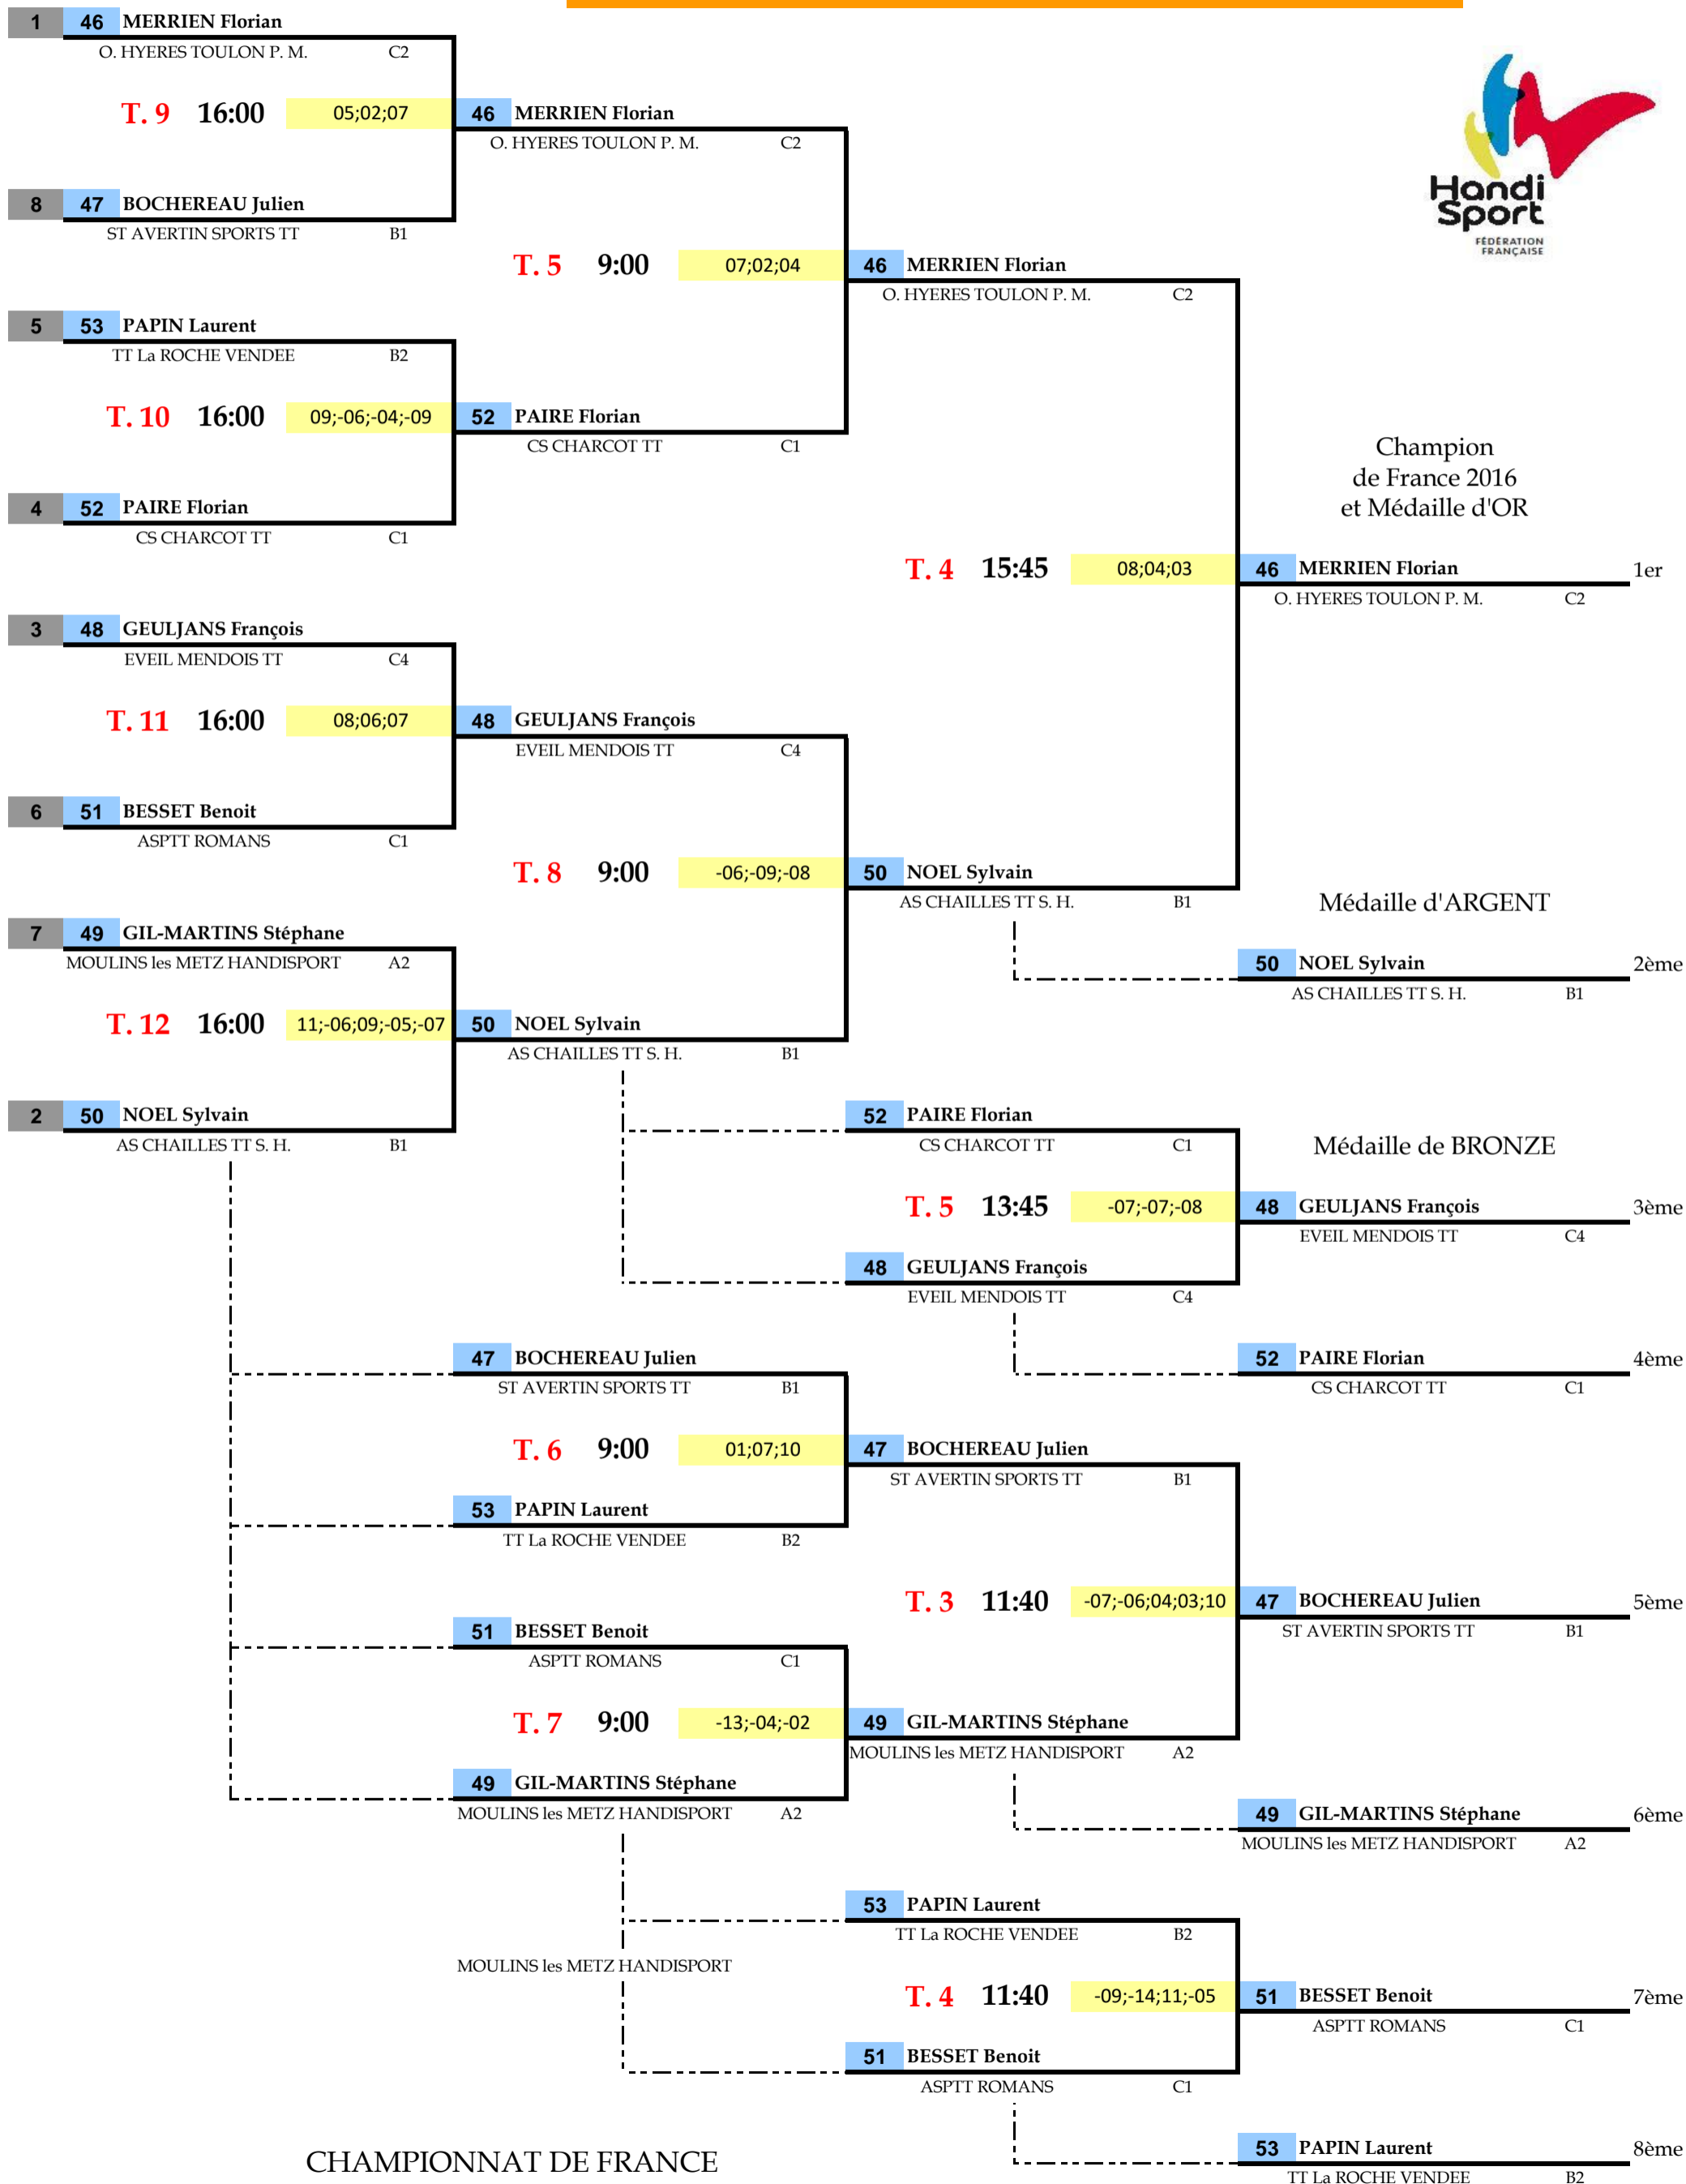 1 46 MERRIEN Florian
O. HYERES TOULON P. M. C2
T. 9 16:00 05;02;07 46 MERRIEN Florian
O. HYERES TOULON P. M. C2
Handi
Sport
FÉDÉRATION
FRANÇAISE
8 47 BOCHEREAU Julien
ST AVERTIN SPORTS TT B1
T. 5 9:00 07;02;04 46 MERRIEN Florian
O. HYERES TOULON P. M. C2
5 53 PAPIN Laurent
TT La ROCHE VENDEE B2
T. 10 16:00 09;-06;-04;-09 52 PAIRE Florian
CS CHARCOT TT C1
Champion
de France 2016
et Médaille d'OR
4 52 PAIRE Florian
CS CHARCOT TT C1
T. 4 15:45 08;04;03 46 MERRIEN Florian 1er
O. HYERES TOULON P. M. C2
3 48 GEULJANS François
EVEIL MENDOIS TT C4
T. 11 16:00 08;06;07 48 GEULJANS François
EVEIL MENDOIS TT C4
6 51 BESSET Benoit
ASPTT ROMANS C1
T. 8 9:00 -06;-09;-08 50 NOEL Sylvain
AS CHAILLES TT S. H. B1
Médaille d'ARGENT
7 49 GIL-MARTINS Stéphane
MOULINS les METZ HANDISPORT A2
50 NOEL Sylvain 2ème
AS CHAILLES TT S. H. B1
T. 12 16:00 11;-06;09;-05;-07 50 NOEL Sylvain
AS CHAILLES TT S. H. B1
2 50 NOEL Sylvain
AS CHAILLES TT S. H. B1
52 PAIRE Florian
CS CHARCOT TT C1
Médaille de BRONZE
T. 5 13:45 -07;-07;-08 48 GEULJANS François 3ème
EVEIL MENDOIS TT C4
48 GEULJANS François
EVEIL MENDOIS TT C4
47 BOCHEREAU Julien
ST AVERTIN SPORTS TT B1
52 PAIRE Florian 4ème
CS CHARCOT TT C1
T. 6 9:00 01;07;10 47 BOCHEREAU Julien
ST AVERTIN SPORTS TT B1
53 PAPIN Laurent
TT La ROCHE VENDEE B2
T. 3 11:40 -07;-06;04;03;10 47 BOCHEREAU Julien 5ème
ST AVERTIN SPORTS TT B1
51 BESSET Benoit
ASPTT ROMANS C1
T. 7 9:00 -13;-04;-02 49 GIL-MARTINS Stéphane
MOULINS les METZ HANDISPORT A2
49 GIL-MARTINS Stéphane
MOULINS les METZ HANDISPORT A2
49 GIL-MARTINS Stéphane 6ème
MOULINS les METZ HANDISPORT A2
53 PAPIN Laurent
TT La ROCHE VENDEE B2
MOULINS les METZ HANDISPORT
T. 4 11:40 -09;-14;11;-05 51 BESSET Benoit 7ème
ASPTT ROMANS C1
51 BESSET Benoit
ASPTT ROMANS C1
CHAMPIONNAT DE FRANCE
53 PAPIN Laurent 8ème
TT La ROCHE VENDEE B2